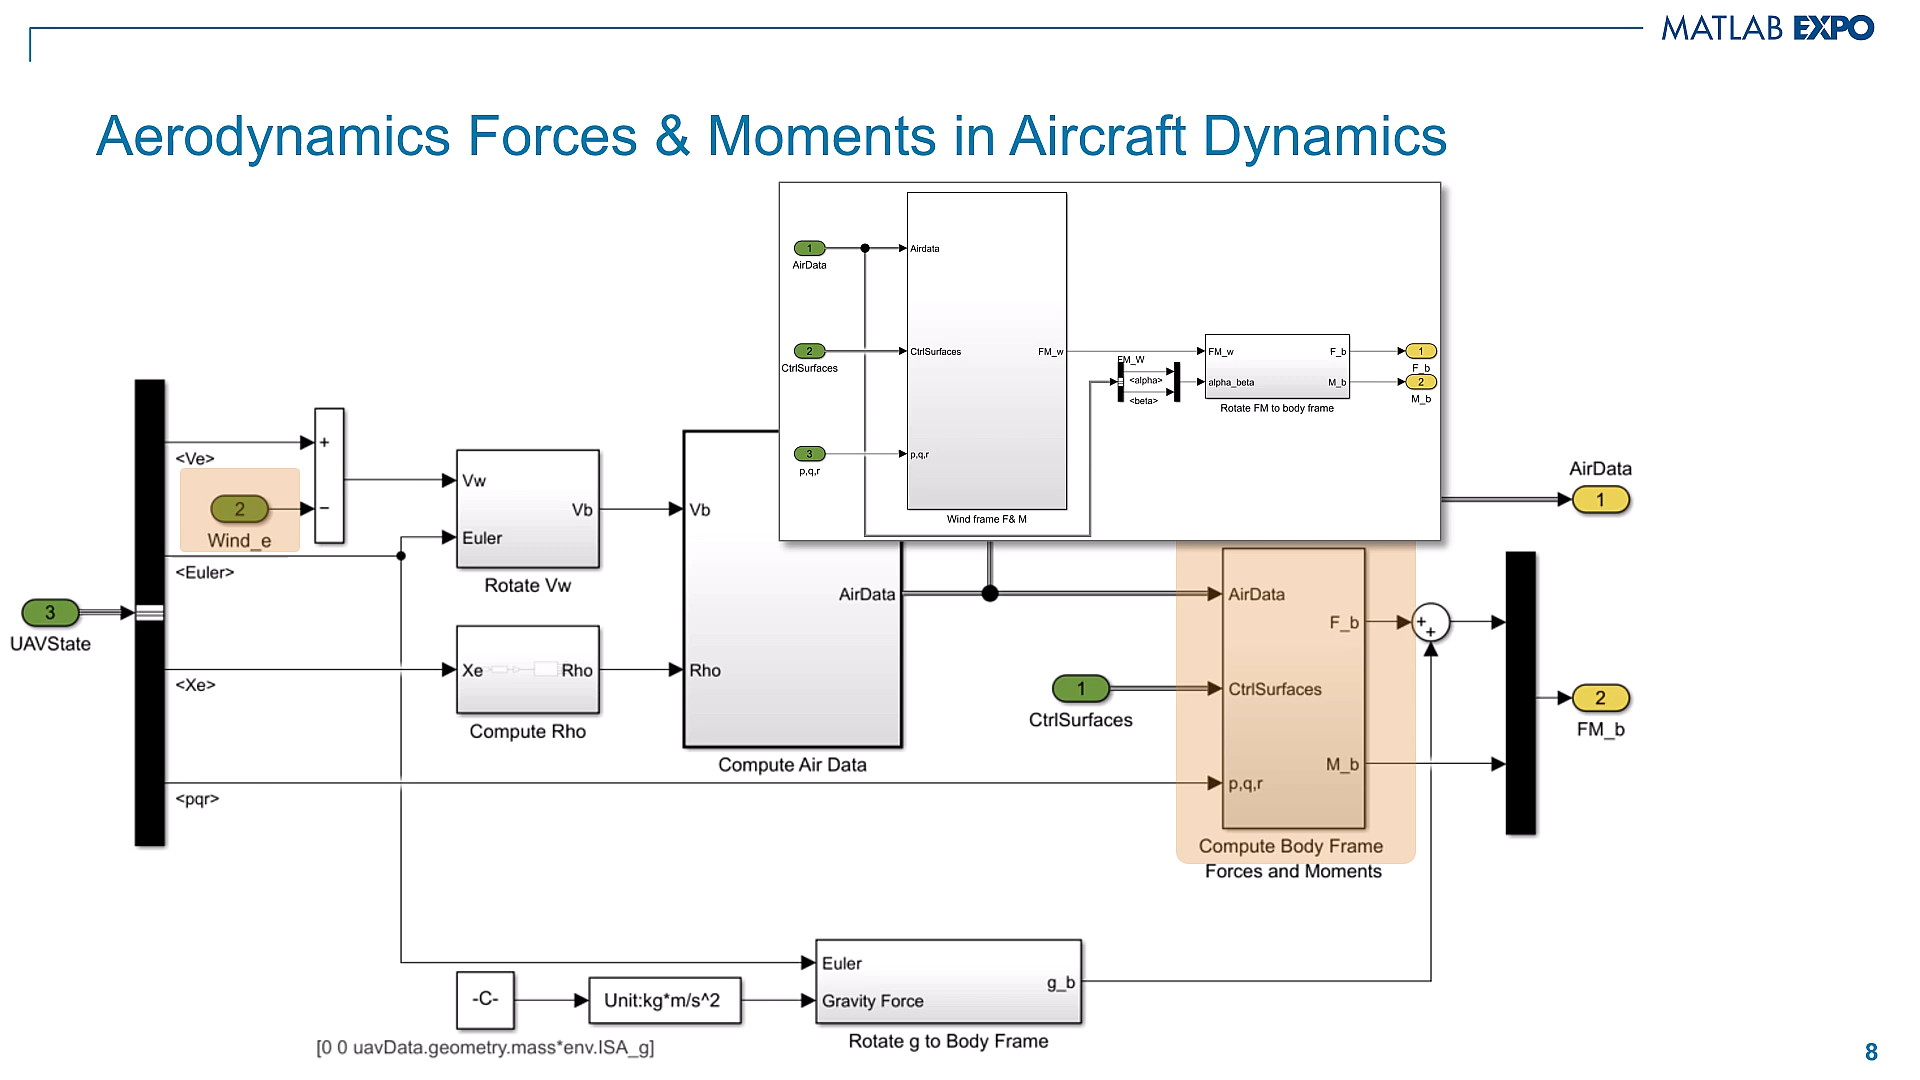 MATLAB EXPO
Aerodynamics Forces & Moments in Aircraft Dynamics
1
AirData
Airdata
2
CtrlSurfaces
CtrlSurfaces
FM_w
3
p,q,r
p,q,r
Wind frame F& M
FM_W
<alpha>
<beta>
FM_w
alpha_beta
F_b
M_b
Rotate FM to body frame
1
F_b
2
M_b
3
UAVState
<Ve>
2
Wind_e
<Euler>
<Xe>
<pqr>
+
−
Vw
Euler
Vb
Rotate Vw
Xe
Rho
Compute Rho
Vb
Rho
AirData
Compute Air Data
1
CtrlSurfaces
AirData
CtrlSurfaces
p,q,r
F_b
M_b
Compute Body Frame
Forces and Moments
+
+
AirData
1
2
FM_b
-C-
[0 0 uavData.geometry.mass*env.ISA_g]
Unit:kg*m/s^2
Euler
Gravity Force
g_b
Rotate g to Body Frame
8